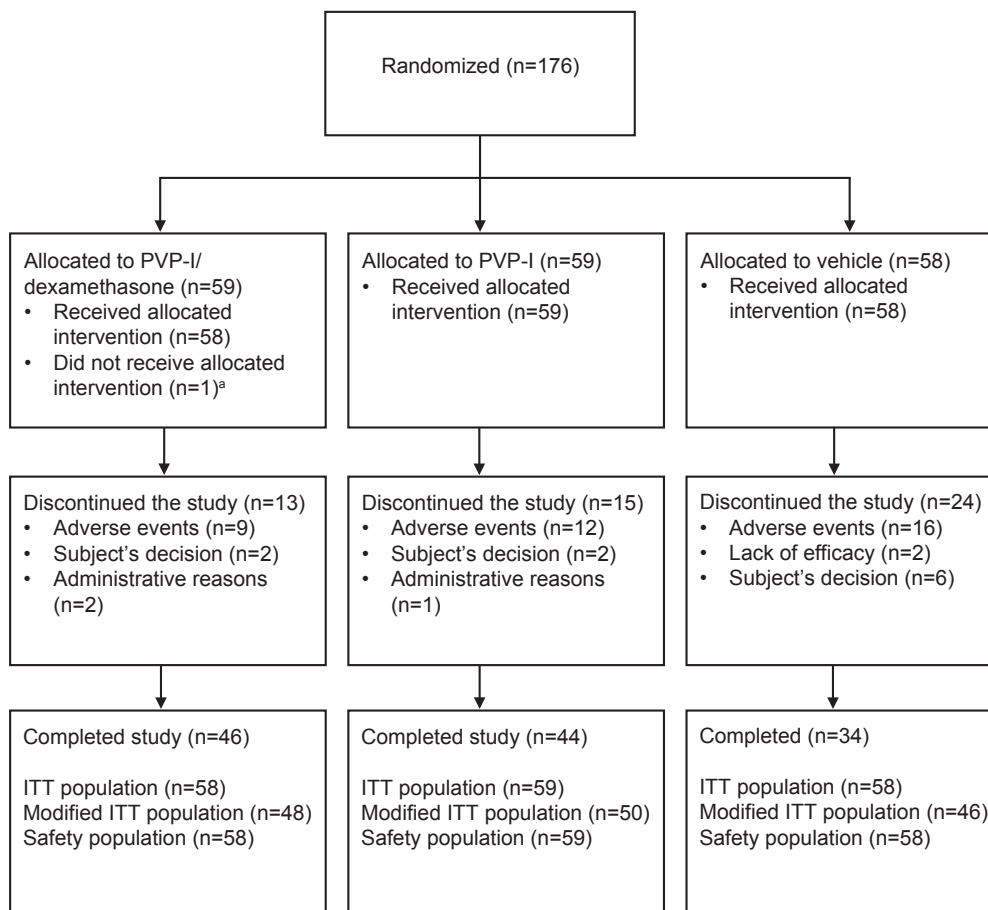 Randomized (n=176)
Allocated to PVP-I/
dexamethasone (n=59)
• Received allocated
intervention (n=58)
• Did not receive allocated
intervention (n=1)ᵃ
Allocated to PVP-I (n=59)
• Received allocated
intervention (n=59)
Allocated to vehicle (n=58)
• Received allocated
intervention (n=58)
Discontinued the study (n=13)
• Adverse events (n=9)
• Subject’s decision (n=2)
• Administrative reasons
(n=2)
Discontinued the study (n=15)
• Adverse events (n=12)
• Subject’s decision (n=2)
• Administrative reasons
(n=1)
Discontinued the study (n=24)
• Adverse events (n=16)
• Lack of efficacy (n=2)
• Subject’s decision (n=6)
Completed study (n=46)
ITT population (n=58)
Modified ITT population (n=48)
Safety population (n=58)
Completed study (n=44)
ITT population (n=59)
Modified ITT population (n=50)
Safety population (n=59)
Completed (n=34)
ITT population (n=58)
Modified ITT population (n=46)
Safety population (n=58)